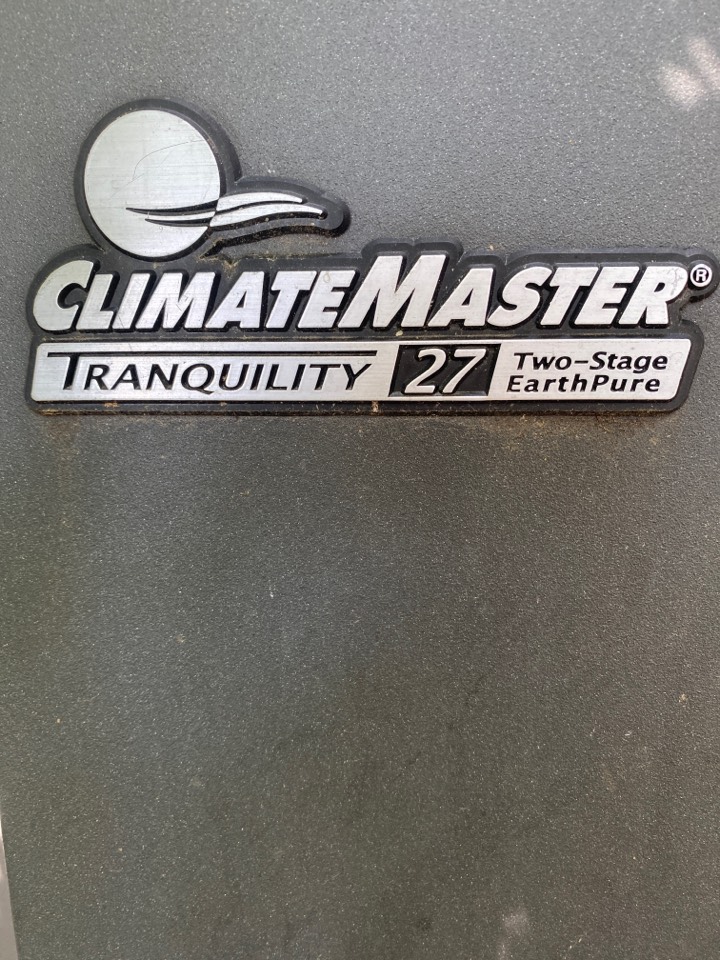 CLIMATEMASTER®
TRANQUILITY 27 Two-Stage
EarthPure